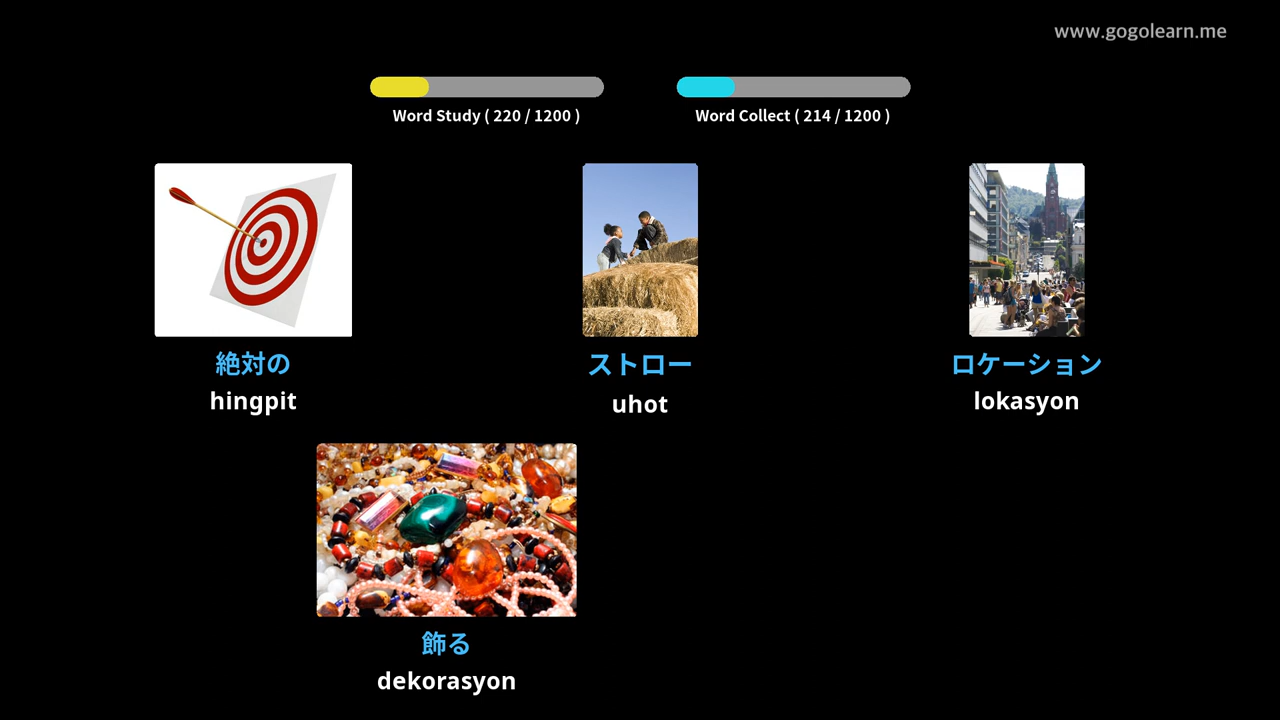 www.gogolearn.me
Word Study ( 220 / 1200 )
Word Collect ( 214 / 1200 )
絶対の
hingpit
ストロー
uhot
ロケーション
lokasyon
飾る
dekorasyon